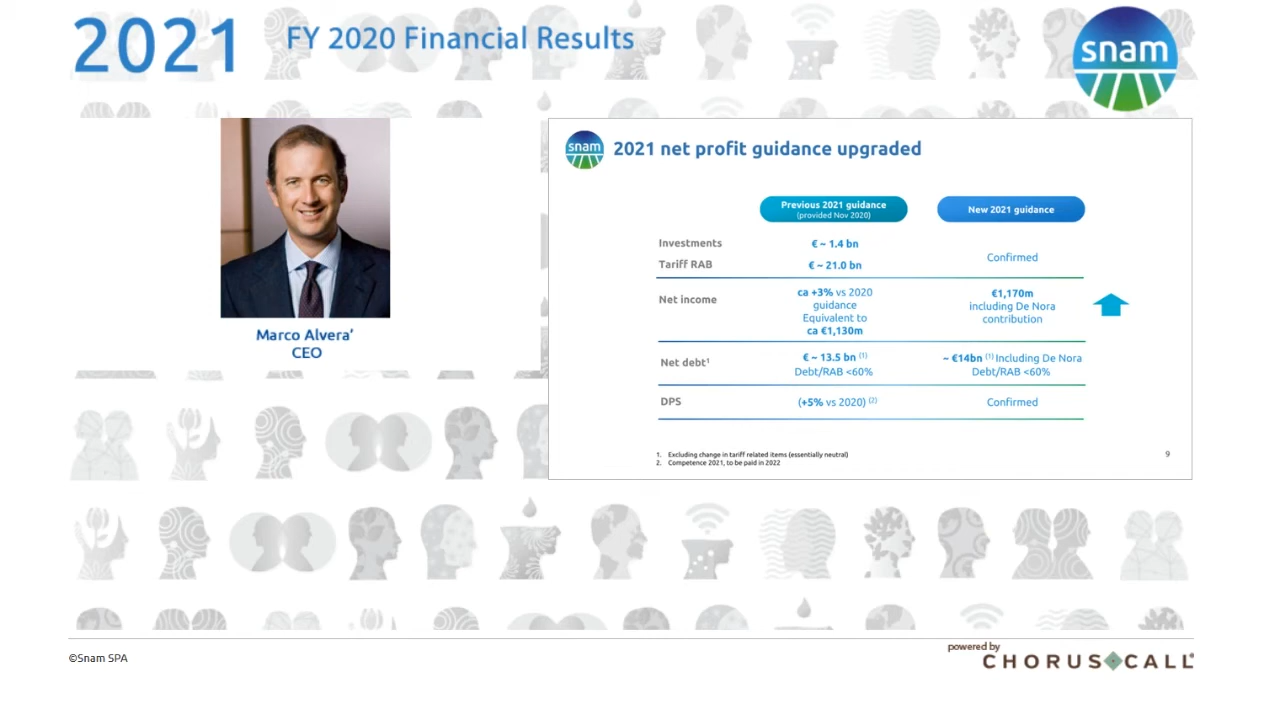 2021
FY 2020 Financial Results
snam
Marco Alvera’
CEO
snam
2021 net profit guidance upgraded
Previous 2021 guidance
(provided Nov 2020)
New 2021 guidance
Investments
€ ~ 1.4 bn
Confirmed
Tariff RAB
€ ~ 21.0 bn
Net income
ca +3% vs 2020
guidance
Equivalent to
ca €1,130m
€1,170m
including De Nora
contribution
Net debt¹
€ ~ 13.5 bn (1)
Debt/RAB <60%
~ €14bn (1) Including De Nora
Debt/RAB <60%
DPS
(+5% vs 2020) (2)
Confirmed
1. Excluding change in tariff related items (essentially neutral)
2. Competence 2021, to be paid in 2022
9
©Snam SPA
powered by
CHORUS CALL®